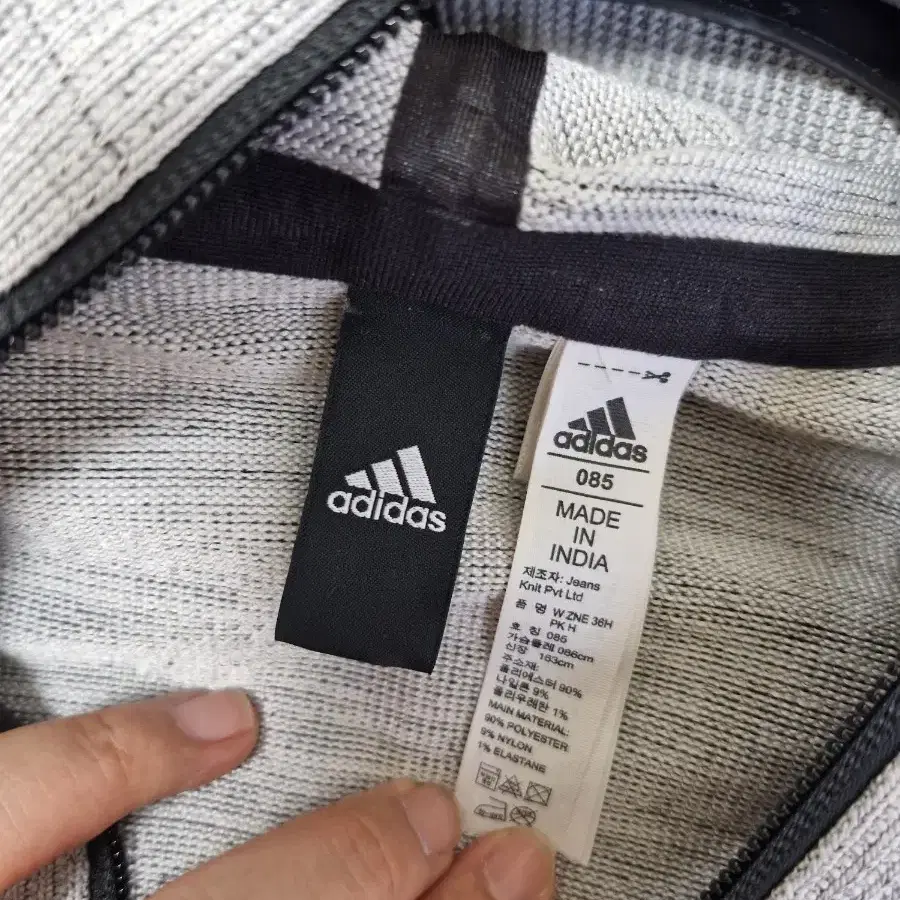 adidas
adidas
085
MADE
IN
INDIA
제조자: Jeans
Knit Pvt Ltd
품 명 W ZNE 36H
PK H
호 칭 085
가슴둘레 086cm
신장 163cm
주소재:
폴리에스터 90%
나일론 9%
폴리우레탄 1%
MAIN MATERIAL:
90% POLYESTER
9% NYLON
1% ELASTANE